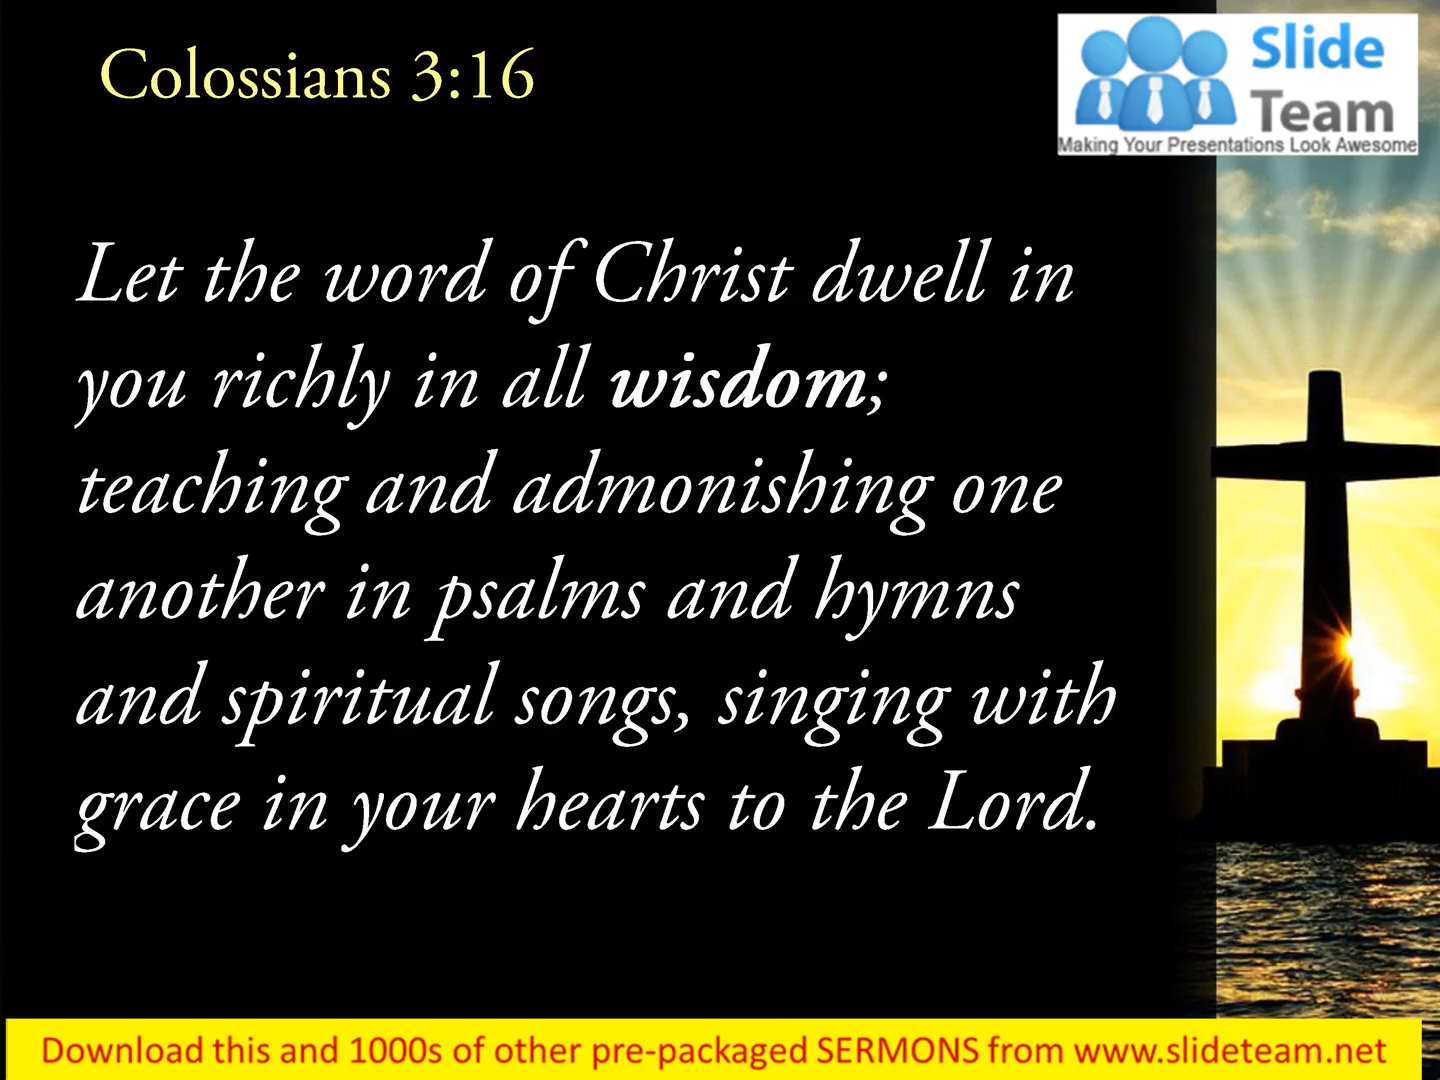 Colossians 3:16
Slide
Team
Making Your Presentations Look Awesome
Let the word of Christ dwell in
you richly in all wisdom;
teaching and admonishing one
another in psalms and hymns
and spiritual songs, singing with
grace in your hearts to the Lord.
Download this and 1000s of other pre-packaged SERMONS from www.slideteam.net